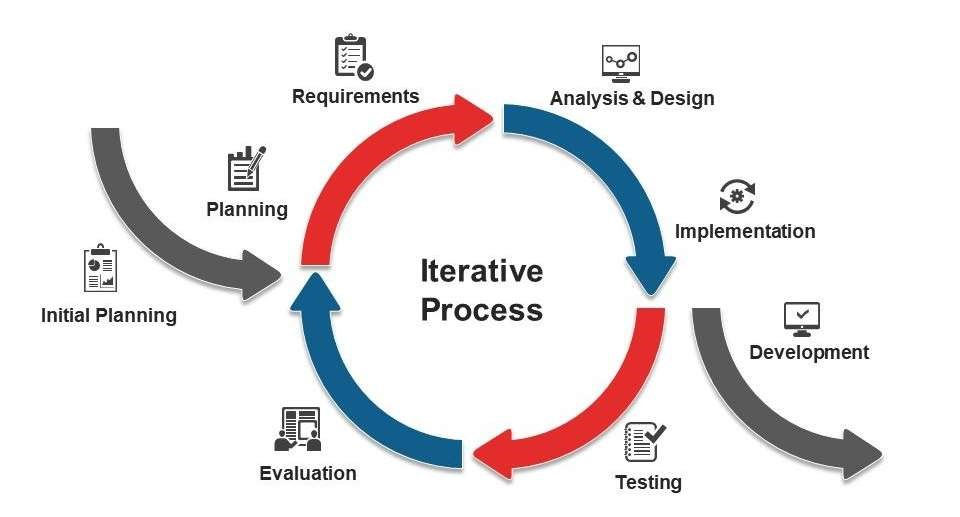 Requirements
Analysis & Design
Planning
Implementation
Iterative
Process
Initial Planning
Development
Evaluation
Testing